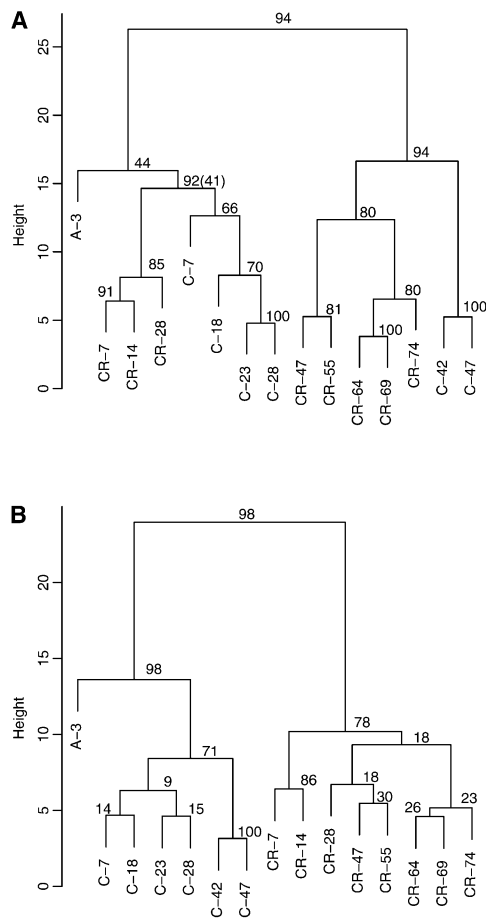 A
94
25
20
15
10
5
0
Height
44
94
92(41)
66
80
85
70
80
91
100
81
100
100
A-3
CR-7
CR-14
CR-28
C-7
C-18
C-23
C-28
CR-47
CR-55
CR-64
CR-69
CR-74
C-42
C-47
B
98
20
15
10
5
0
Height
98
78
71
18
9
86
18
14
15
30
26
23
100
A-3
C-7
C-18
C-23
C-28
C-42
C-47
CR-7
CR-14
CR-28
CR-47
CR-55
CR-64
CR-69
CR-74